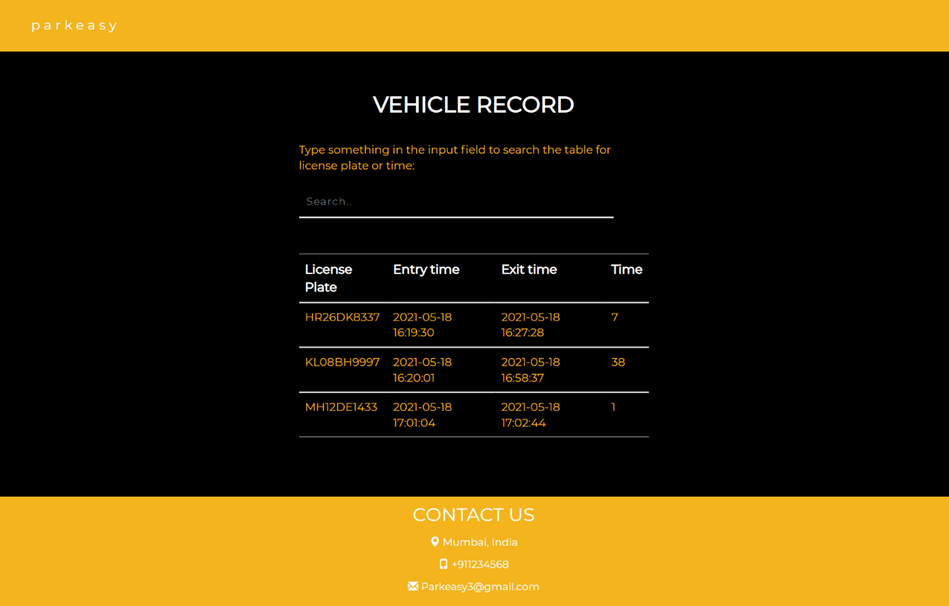 parkeasy
VEHICLE RECORD
Type something in the input field to search the table for
license plate or time:
Search..
License Plate Entry time Exit time Time
HR26DK8337 2021-05-18 16:19:30 2021-05-18 16:27:28 7
KL08BH9997 2021-05-18 16:20:01 2021-05-18 16:58:37 38
MH12DE1433 2021-05-18 17:01:04 2021-05-18 17:02:44 1
CONTACT US
Mumbai, India
+911234568
Parkeasy3@gmail.com